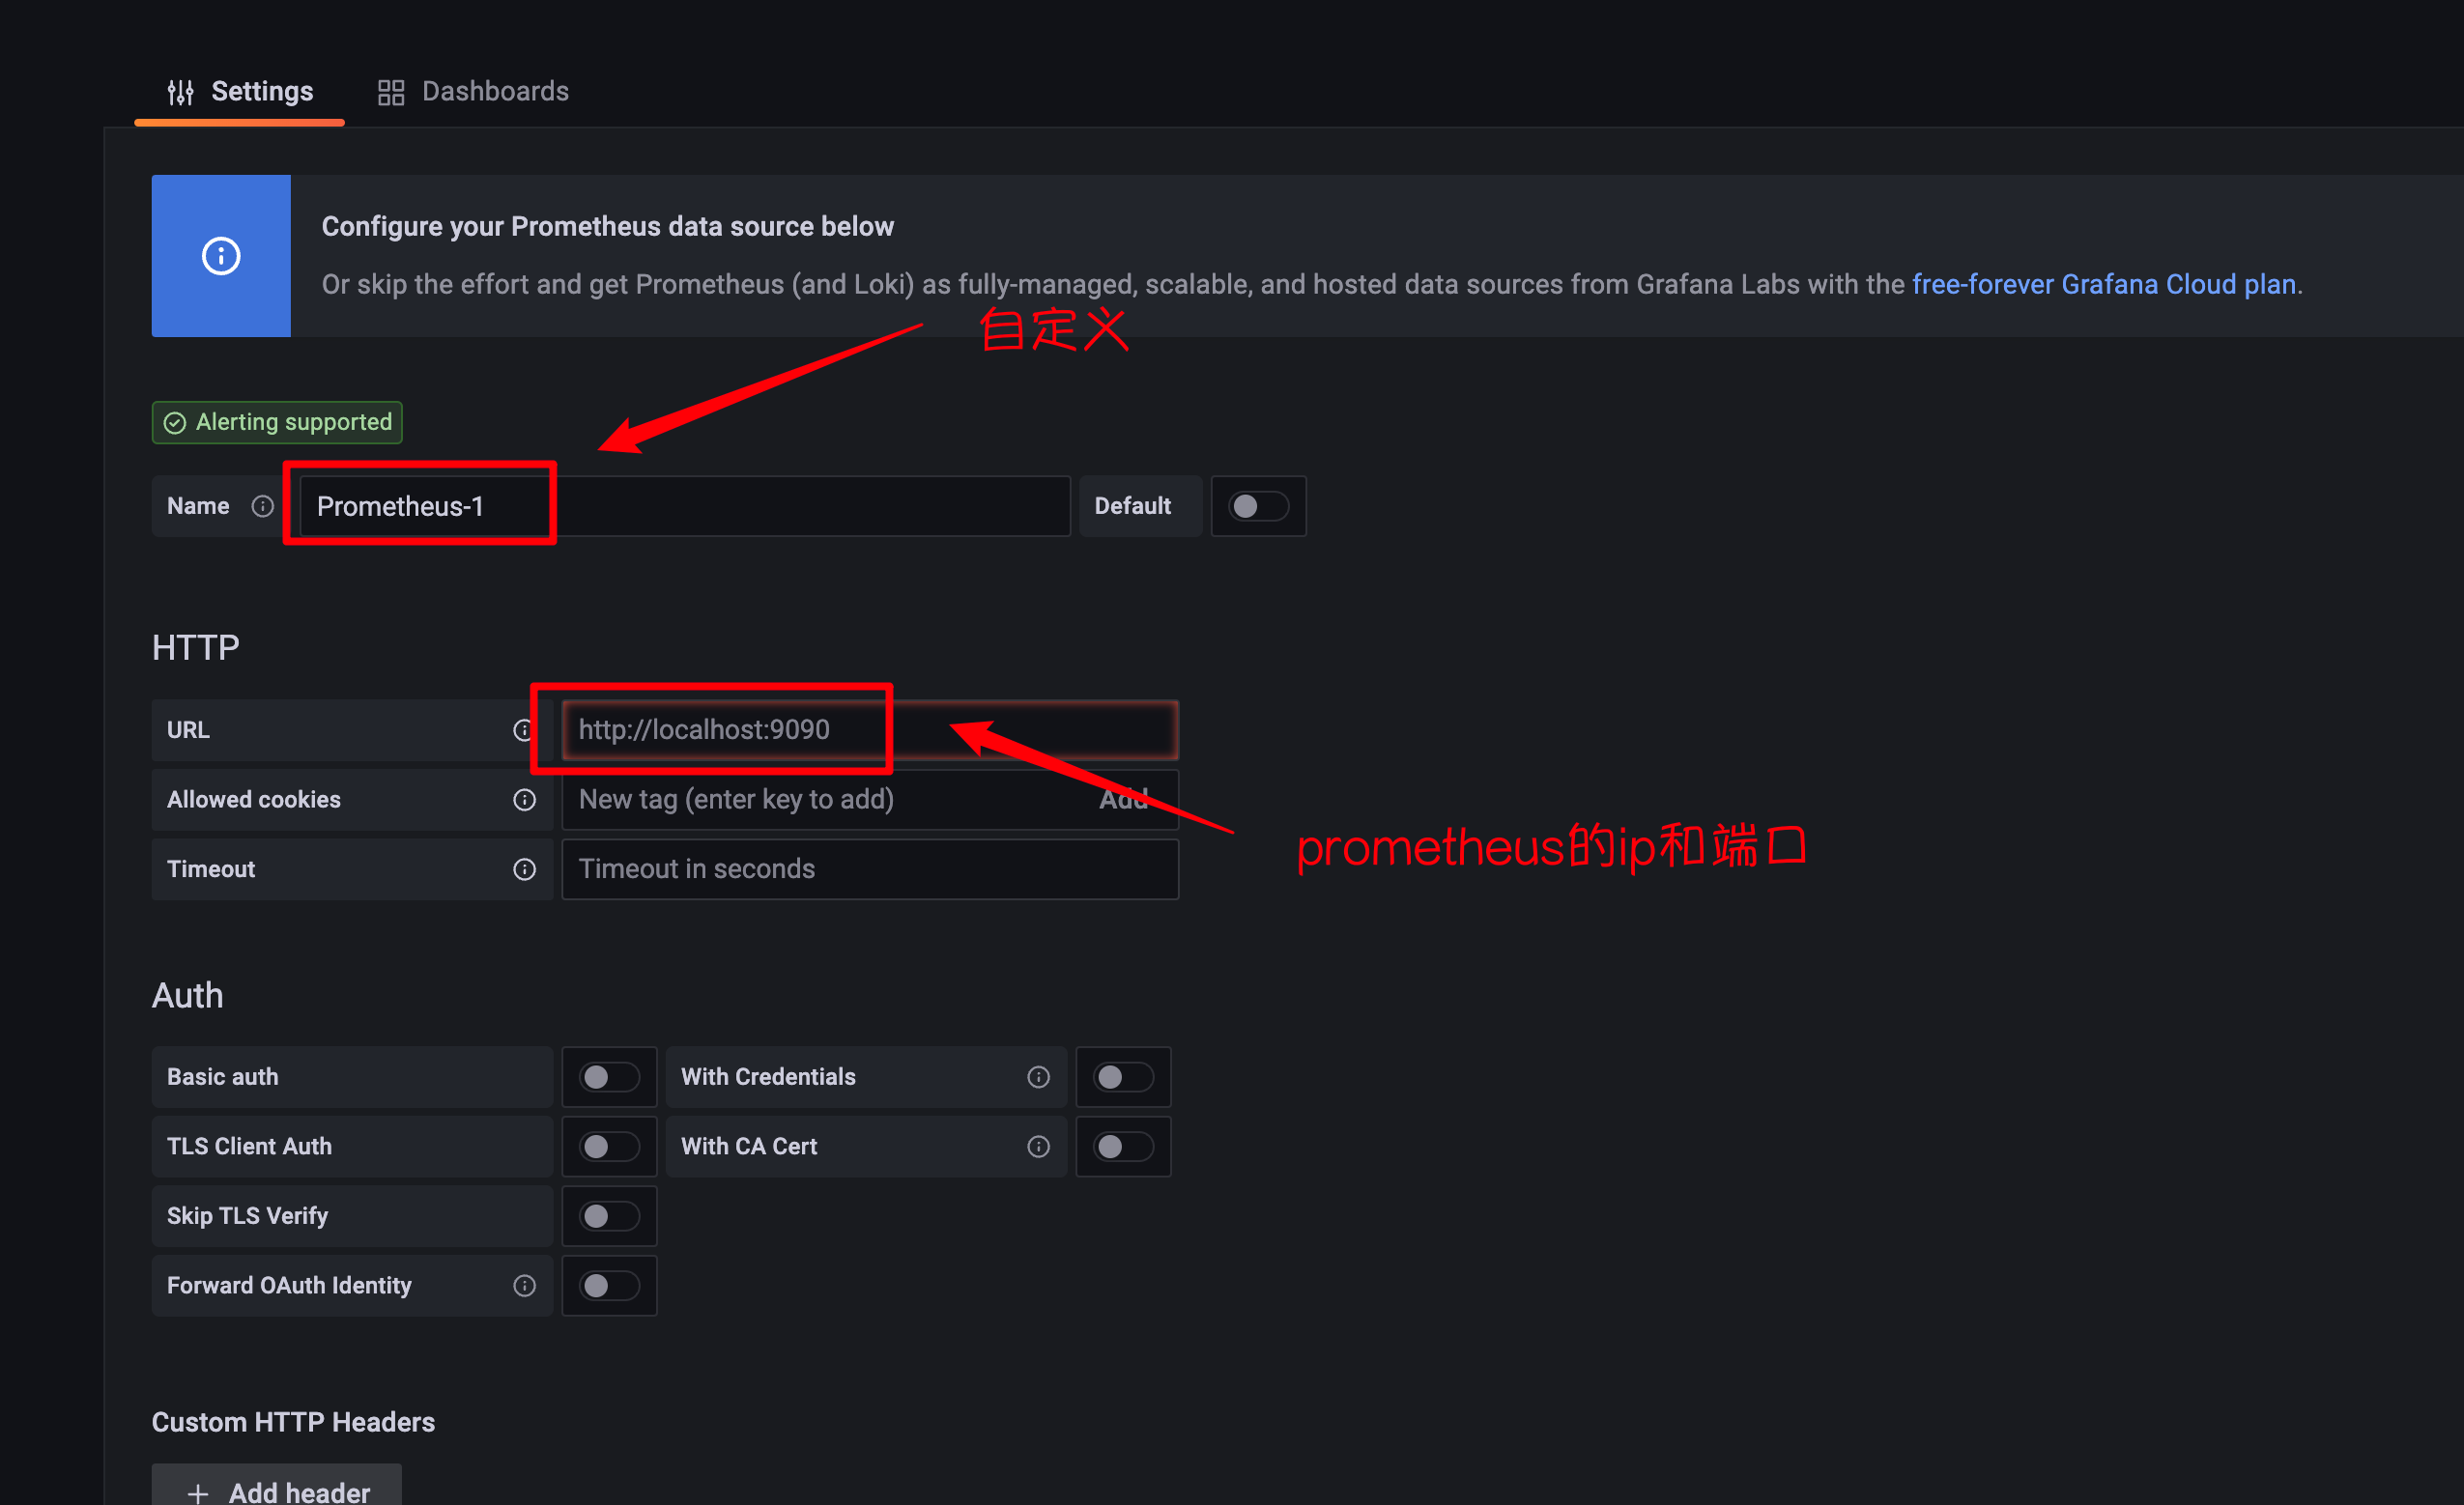 Settings
Dashboards
Configure your Prometheus data source below
Or skip the effort and get Prometheus (and Loki) as fully-managed, scalable, and hosted data sources from Grafana Labs with the free-forever Grafana Cloud plan.
自定义
Alerting supported
Name
Prometheus-1
Default
HTTP
URL
http://localhost:9090
Allowed cookies
New tag (enter key to add)
Add
prometheus的ip和端口
Timeout
Timeout in seconds
Auth
Basic auth
With Credentials
TLS Client Auth
With CA Cert
Skip TLS Verify
Forward OAuth Identity
Custom HTTP Headers
+ Add header